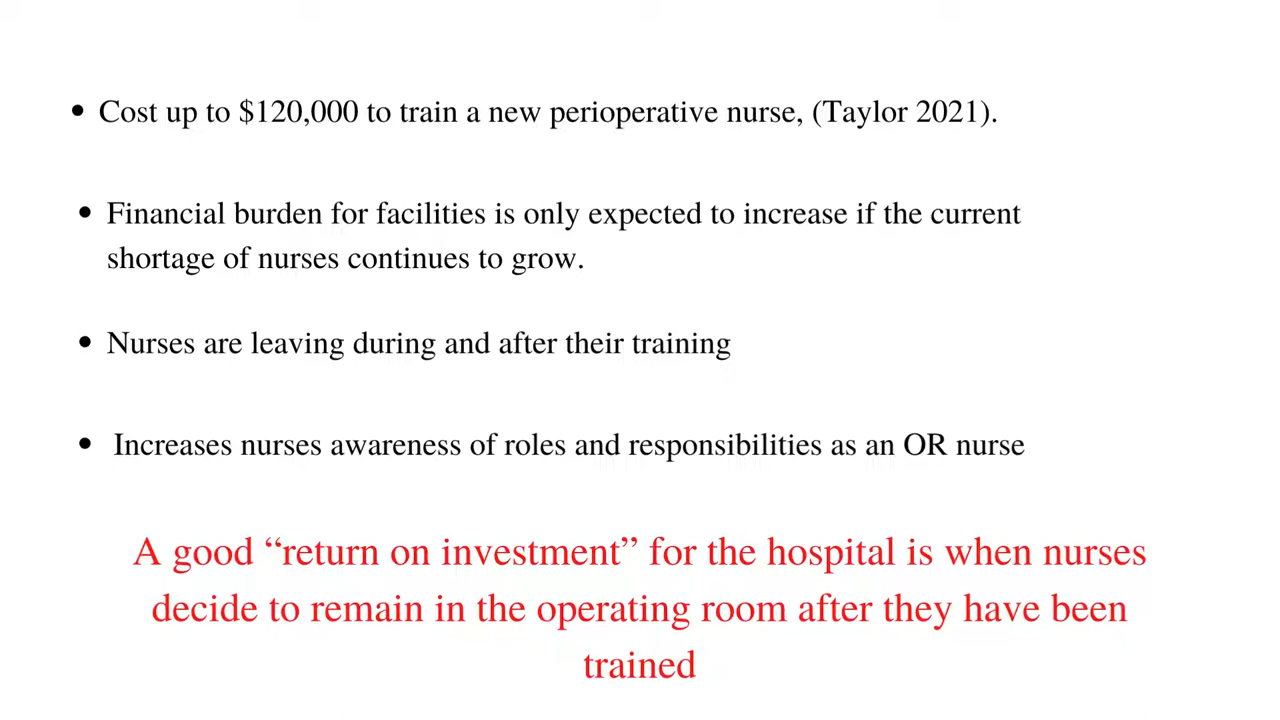 • Cost up to $120,000 to train a new perioperative nurse, (Taylor 2021).
• Financial burden for facilities is only expected to increase if the current
shortage of nurses continues to grow.
• Nurses are leaving during and after their training
• Increases nurses awareness of roles and responsibilities as an OR nurse
A good “return on investment” for the hospital is when nurses
decide to remain in the operating room after they have been
trained